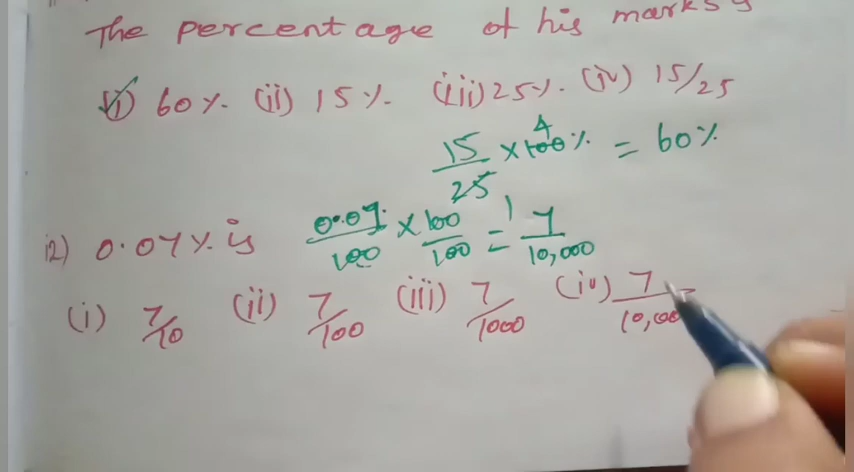 The percentage of his marks is
(i) 60%. (ii) 15%. (iii) 25%. (iv) 15/25
15/25 × 100 4 % = 60%
12) 0.07% is 0.07/100 × 100/100 = 7/10,000
(i) 7/10 (ii) 7/100 (iii) 7/1000 (iv) 7/10,000